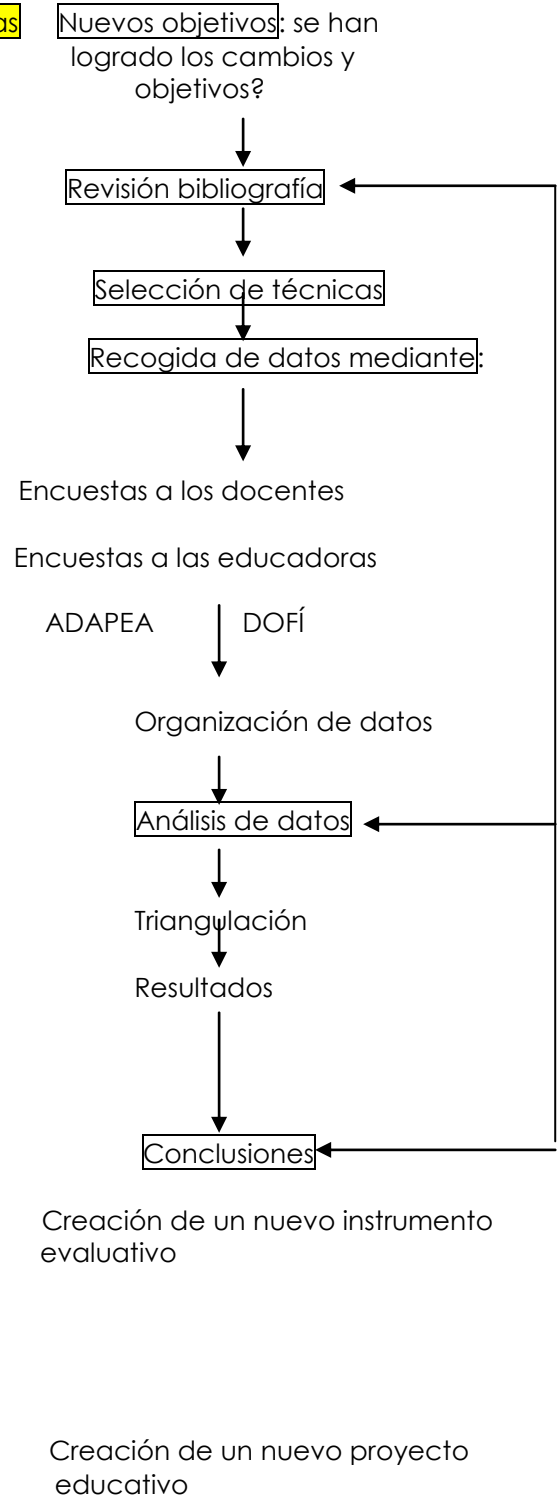 as Nuevos objetivos: se han
logrado los cambios y
objetivos?
Revisión bibliografía
Selección de técnicas
Recogida de datos mediante:
Encuestas a los docentes
Encuestas a las educadoras
ADAPEA DOFÍ
Organización de datos
Análisis de datos
Triangulación
Resultados
Conclusiones
Creación de un nuevo instrumento
evaluativo
Creación de un nuevo proyecto
educativo